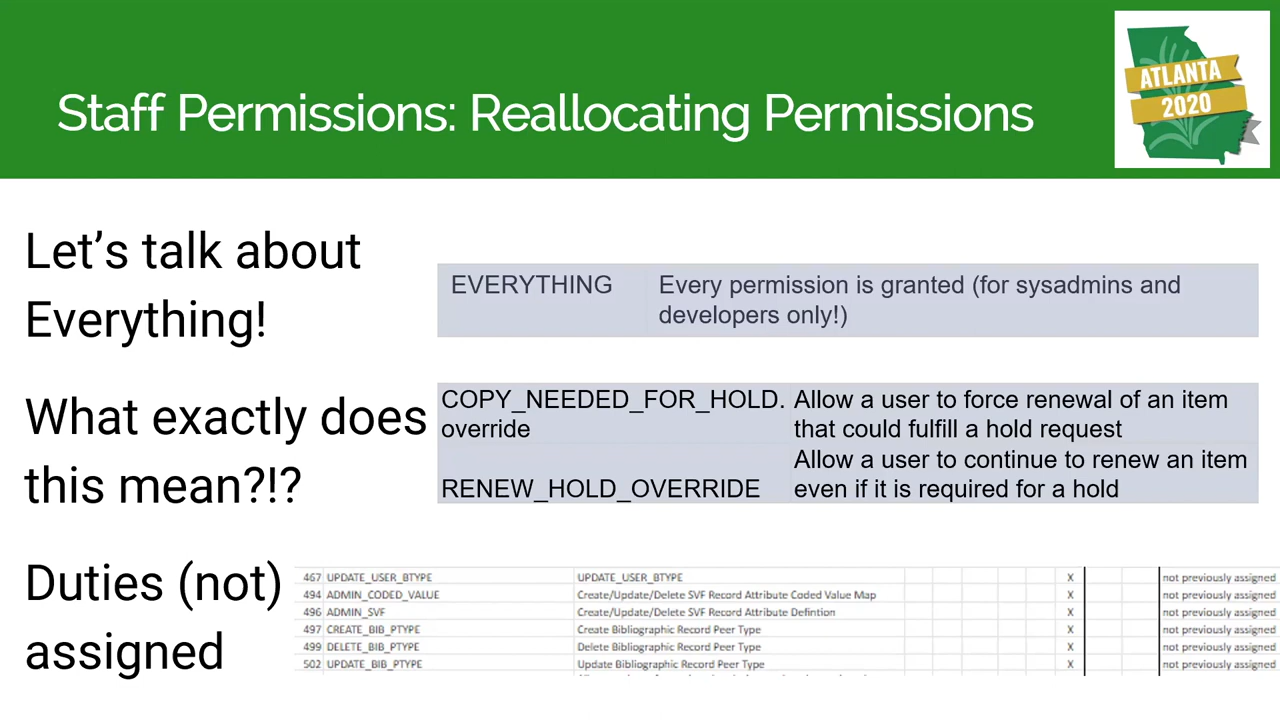 Staff Permissions: Reallocating Permissions
ATLANTA
2020
Let's talk about
Everything!
EVERYTHING Every permission is granted (for sysadmins and
developers only!)
What exactly does
this mean?!?
COPY_NEEDED_FOR_HOLD. Allow a user to force renewal of an item
override that could fulfill a hold request
Allow a user to continue to renew an item
RENEW_HOLD_OVERRIDE even if it is required for a hold
Duties (not)
assigned
467 UPDATE_USER_BTYPE UPDATE_USER_BTYPE X not previously assigned
494 ADMIN_CODED_VALUE Create/Update/Delete SVF Record Attribute Coded Value Map X not previously assigned
496 ADMIN_SVF Create/Update/Delete SVF Record Attribute Defintion X not previously assigned
497 CREATE_BIB_PTYPE Create Bibliographic Record Peer Type X not previously assigned
499 DELETE_BIB_PTYPE Delete Bibliographic Record Peer Type X not previously assigned
502 UPDATE_BIB_PTYPE Update Bibliographic Record Peer Type X not previously assigned